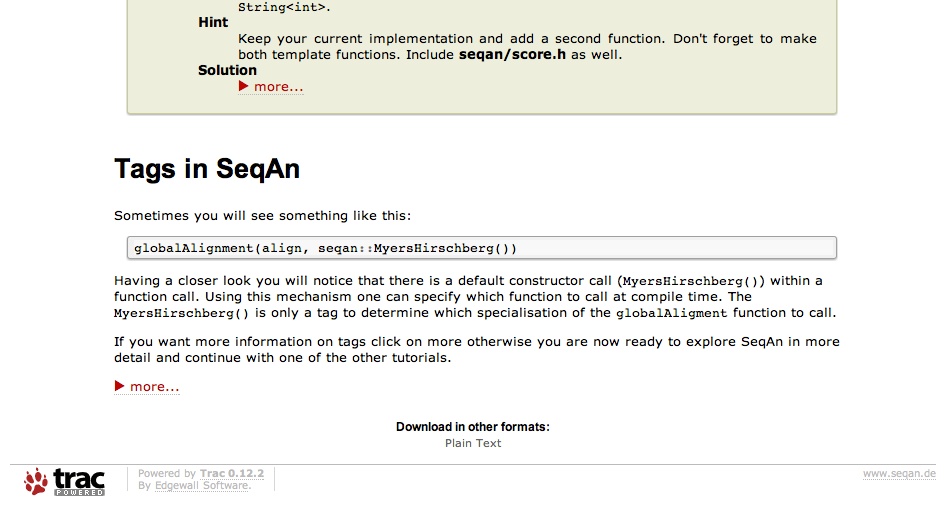 String<int>.
Hint
Keep your current implementation and add a second function. Don't forget to make
both template functions. Include seqan/score.h as well.
Solution
▶ more...
Tags in SeqAn
Sometimes you will see something like this:
globalAlignment(align, seqan::MyersHirschberg())
Having a closer look you will notice that there is a default constructor call (MyersHirschberg()) within a
function call. Using this mechanism one can specify which function to call at compile time. The
MyersHirschberg() is only a tag to determine which specialisation of the globalAligment function to call.
If you want more information on tags click on more otherwise you are now ready to explore SeqAn in more
detail and continue with one of the other tutorials.
▶ more...
Download in other formats:
Plain Text
trac
POWERED
Powered by Trac 0.12.2
By Edgewall Software.
www.seqan.de